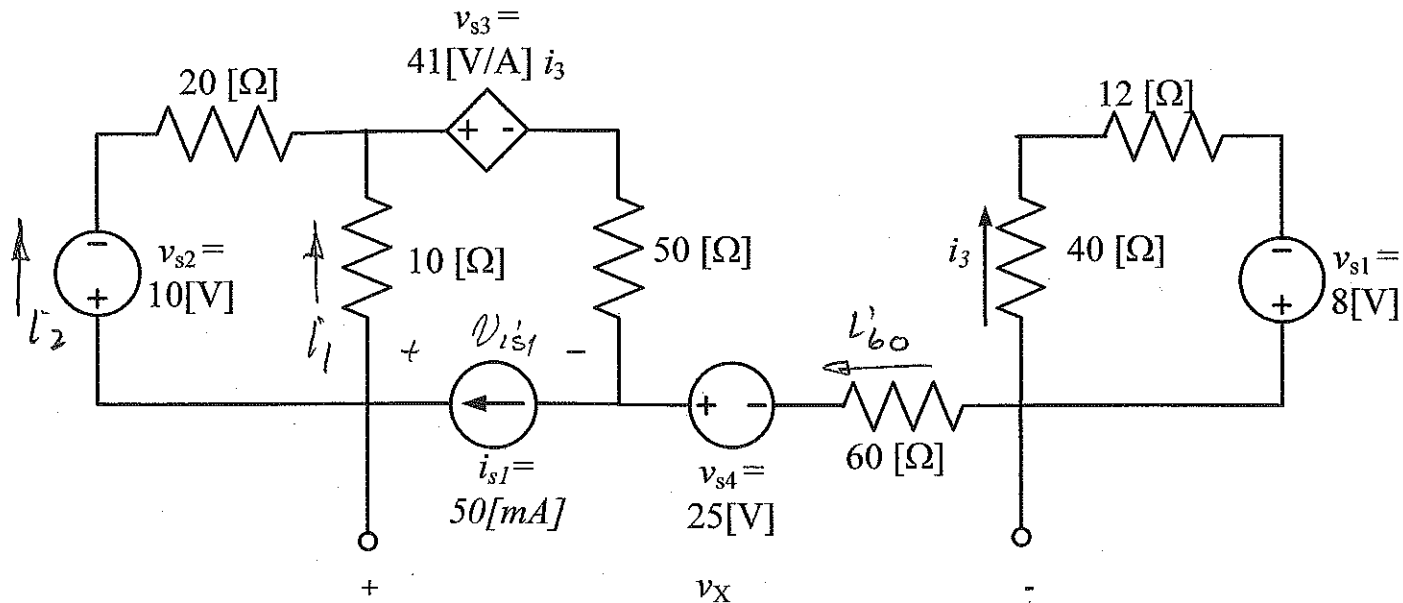 v_s3 =
41[V/A] i_3
20 [Ω]
12 [Ω]
+ -
-
v_s2 =
10[V]
+
i_2
10 [Ω]
i_1
50 [Ω]
i_3
40 [Ω]
-
v_s1 =
8[V]
+
+ v_is1 -
i_60
+ -
i_s1 =
50[mA]
v_s4 =
25[V]
60 [Ω]
+ v_X -